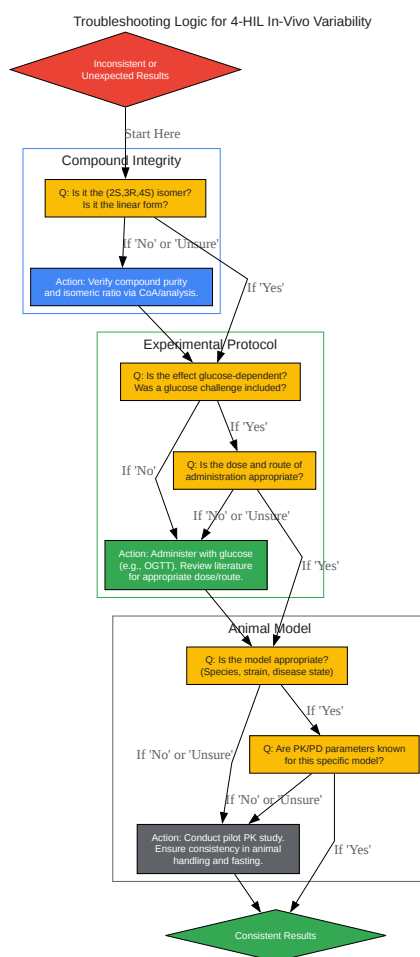 Troubleshooting Logic for 4-HIL In-Vivo Variability
Inconsistent or
Unexpected Results
Start Here
Compound Integrity
Q: Is it the (2S,3R,4S) isomer?
Is it the linear form?
If 'No' or 'Unsure'
Action: Verify compound purity
and isomeric ratio via CoA/analysis.
If 'Yes'
Experimental Protocol
Q: Is the effect glucose-dependent?
Was a glucose challenge included?
If 'Yes'
If 'No'
Q: Is the dose and route of
administration appropriate?
If 'No' or 'Unsure'
Action: Administer with glucose
(e.g., OGTT). Review literature
for appropriate dose/route.
If 'Yes'
Animal Model
Q: Is the model appropriate?
(Species, strain, disease state)
If 'Yes'
If 'No' or 'Unsure'
Q: Are PK/PD parameters known
for this specific model?
If 'No' or 'Unsure'
Action: Conduct pilot PK study.
Ensure consistency in animal
handling and fasting.
If 'Yes'
Consistent Results